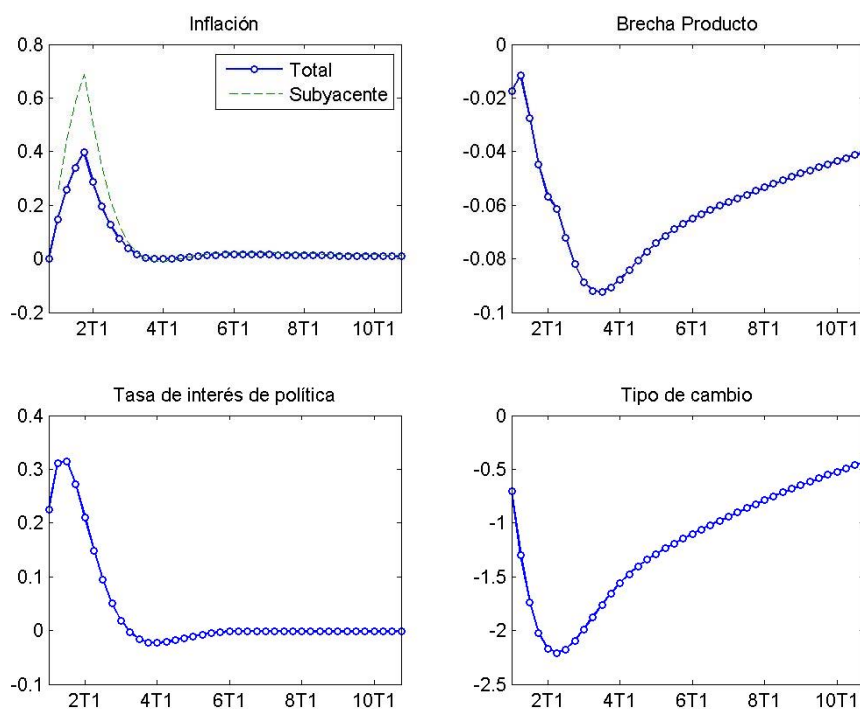 Inflación
0.8
0.6
0.4
0.2
0
-0.2
Total
Subyacente
2T1 4T1 6T1 8T1 10T1
Brecha Producto
0
-0.02
-0.04
-0.06
-0.08
-0.1
2T1 4T1 6T1 8T1 10T1
Tasa de interés de política
0.4
0.3
0.2
0.1
0
-0.1
2T1 4T1 6T1 8T1 10T1
Tipo de cambio
0
-0.5
-1
-1.5
-2
-2.5
2T1 4T1 6T1 8T1 10T1